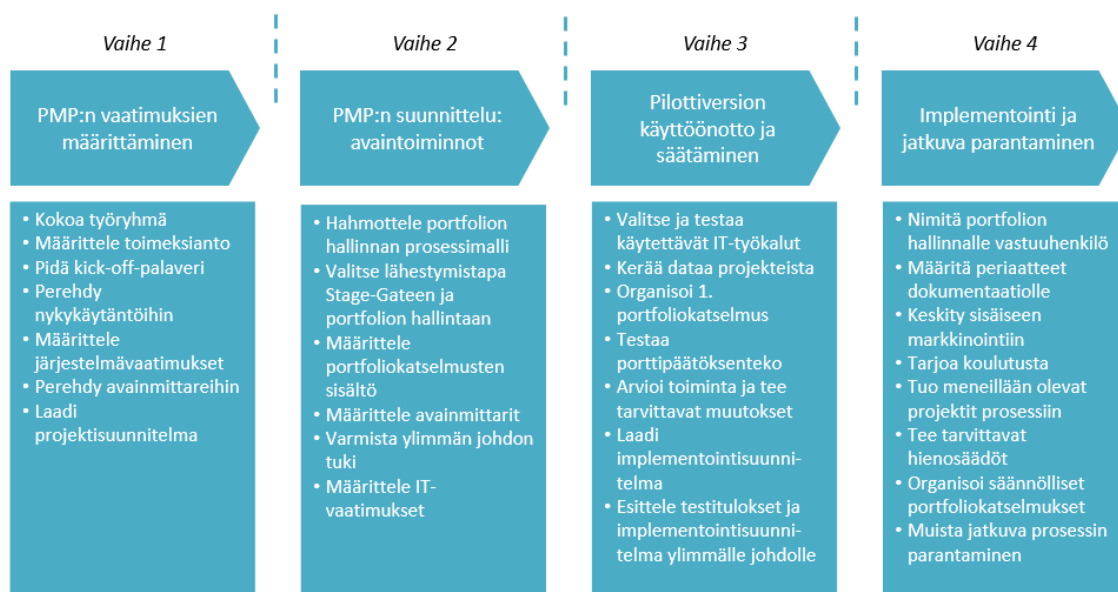 Vaihe 1
PMP:n vaatimuksien
määrittäminen
• Kokoa työryhmä
• Määrittele toimeksianto
• Pidä kick-off-palaveri
• Perehdy
nykykäytäntöihin
• Määrittele
järjestelmävaatimukset
• Perehdy avainmittareihin
• Laadi
projektisuunnitelma
Vaihe 2
PMP:n suunnittelu:
avaintoiminnot
• Hahmottele portfolion
hallinnan prosessimalli
• Valitse lähestymistapa
Stage-Gateen ja
portfolion hallintaan
• Määrittele
portfoliokatselmusten
sisältö
• Määrittele avainmittarit
• Varmista ylimmän johdon
tuki
• Määrittele IT-
vaatimukset
Vaihe 3
Pilottiversion
käyttöönotto ja
säätäminen
• Valitse ja testaa
käytettävät IT-työkalut
• Kerää dataa projekteista
• Organisoi 1.
portfoliokatselmus
• Testaa
porttipäätöksenteko
• Arvioi toiminta ja tee
tarvittavat muutokset
• Laadi
implementointisuunni-
telma
• Esittele testitulokset ja
implementointisuunni-
telma ylimmälle johdolle
Vaihe 4
Implementointi ja
jatkuva parantaminen
• Nimitä portfolion
hallinnalle vastuuhenkilö
• Määritä periaatteet
dokumentaatiolle
• Keskity sisäiseen
markkinointiin
• Tarjoa koulutusta
• Tuo meneillään olevat
projektit prosessiin
• Tee tarvittavat
hienosäädöt
• Organisoi säännölliset
portfoliokatselmukset
• Muista jatkuva prosessin
parantaminen